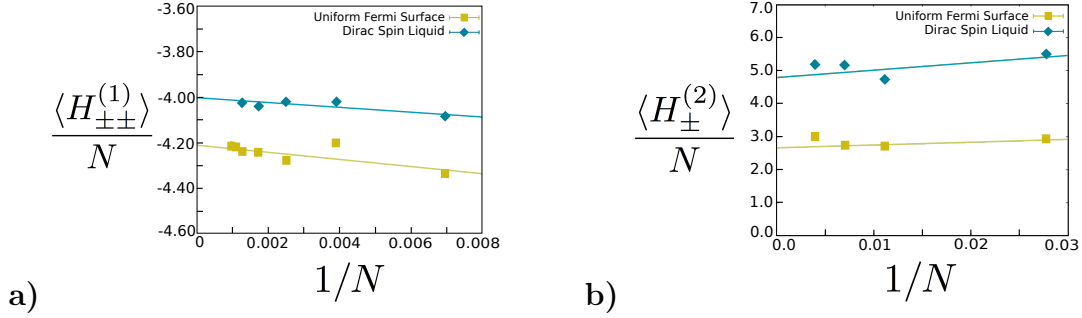 -3.60
-3.80
-4.00
-4.20
-4.40
-4.60
0
0.002
0.004
0.006
0.008
Uniform Fermi Surface
Dirac Spin Liquid
⟨H_{±±}^{(1)}⟩
N
1/N
a)
7.0
6.0
5.0
4.0
3.0
2.0
1.0
0.0
0.0
0.01
0.02
0.03
Uniform Fermi Surface
Dirac Spin Liquid
⟨H_{±}^{(2)}⟩
N
1/N
b)